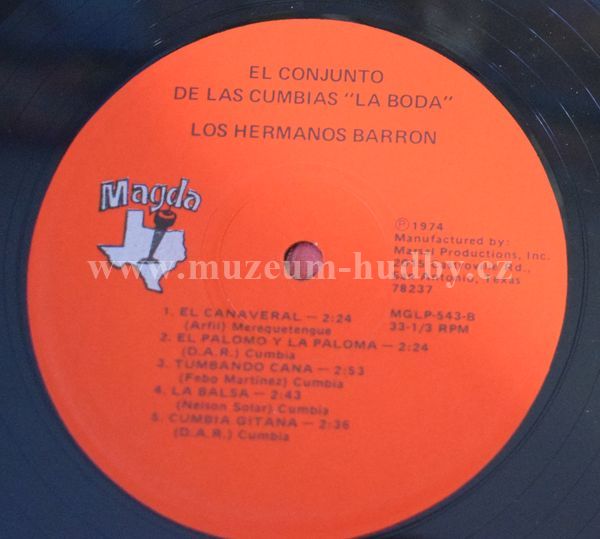 EL CONJUNTO
DE LAS CUMBIAS "LA BODA"
LOS HERMANOS BARRON
Magda
Ⓟ 1974
Manufactured by:
Productions, Inc.
Rd.,
San Antonio, Texas
78237
www.muzeum-hudby.cz
MGLP-543-B
33-1/3 RPM
1. EL CANAVERAL — 2:24
(Arfil) Merequetengue
2. EL PALOMO Y LA PALOMA — 2:24
(D.A.R.) Cumbia
3. TUMBANDO CANA — 2:53
(Febo Martinez) Cumbia
4. LA BALSA — 2:43
(Nelson Solar) Cumbia
5. CUMBIA GITANA — 2:36
(D.A.R.) Cumbia